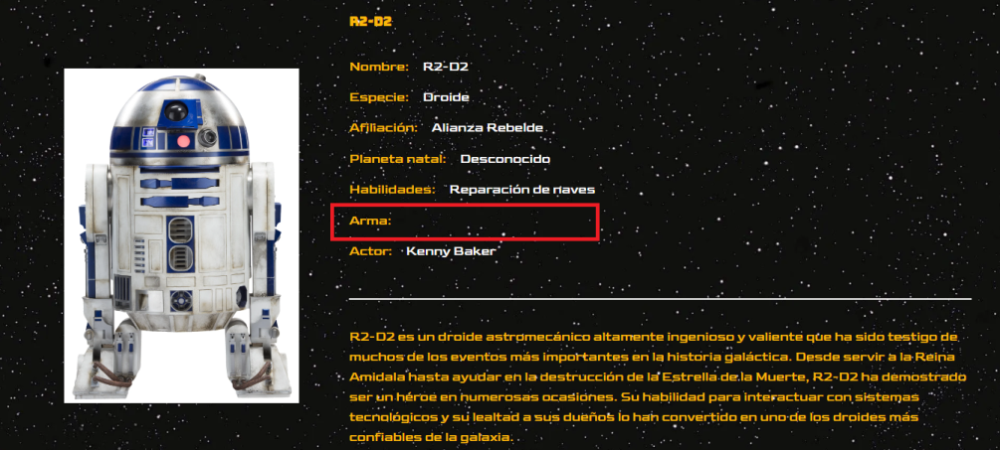 R2-D2
Nombre: R2-D2
Especie: Droide
Afiliación: Alianza Rebelde
Planeta natal: Desconocido
Habilidades: Reparación de naves
Arma:
Actor: Kenny Baker
R2-D2 es un droide astromecánico altamente ingenioso y valiente que ha sido testigo de
muchos de los eventos más importantes en la historia galáctica. Desde servir a la Reina
Amidala hasta ayudar en la destrucción de la Estrella de la Muerte, R2-D2 ha demostrado
ser un héroe en numerosas ocasiones. Su habilidad para interactuar con sistemas
tecnológicos y su lealtad a sus dueños lo han convertido en uno de los droides más
confiables de la galaxia.